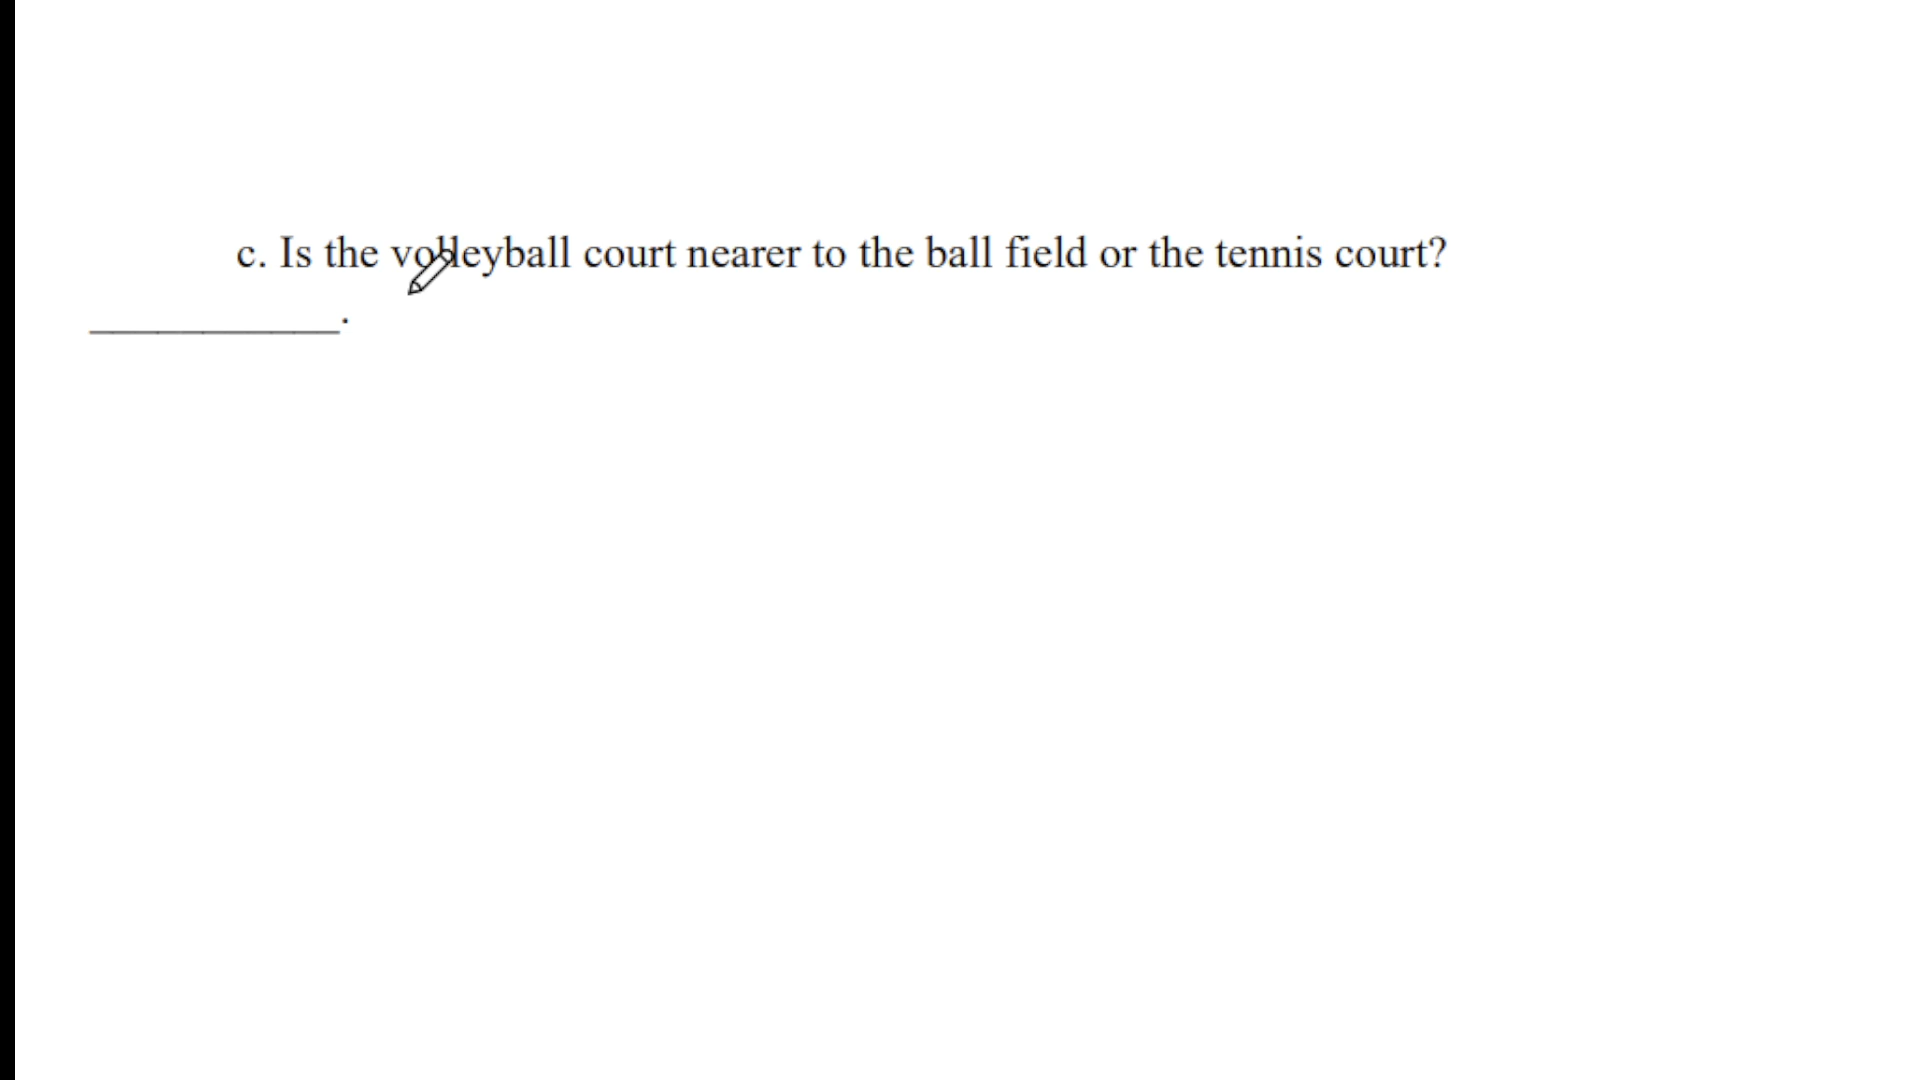 c. Is the volleyball court nearer to the ball field or the tennis court?
___________.